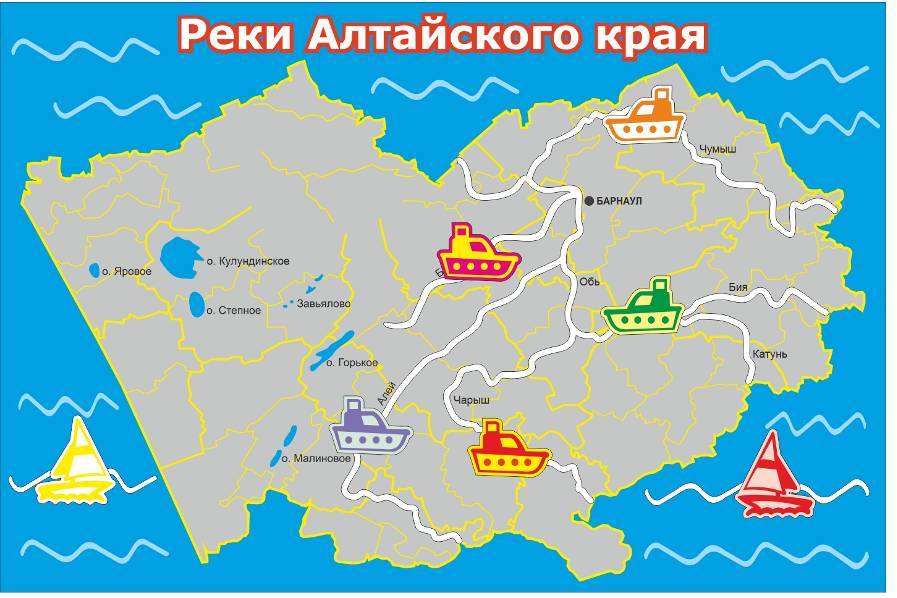 Реки Алтайского края
Чумыш
БАРНАУЛ
о. Кулундинское
о. Яровое
Обь
Бия
Завьялово
о. Степное
Катунь
о. Горькое
Алей
Чарыш
о. Малиновое